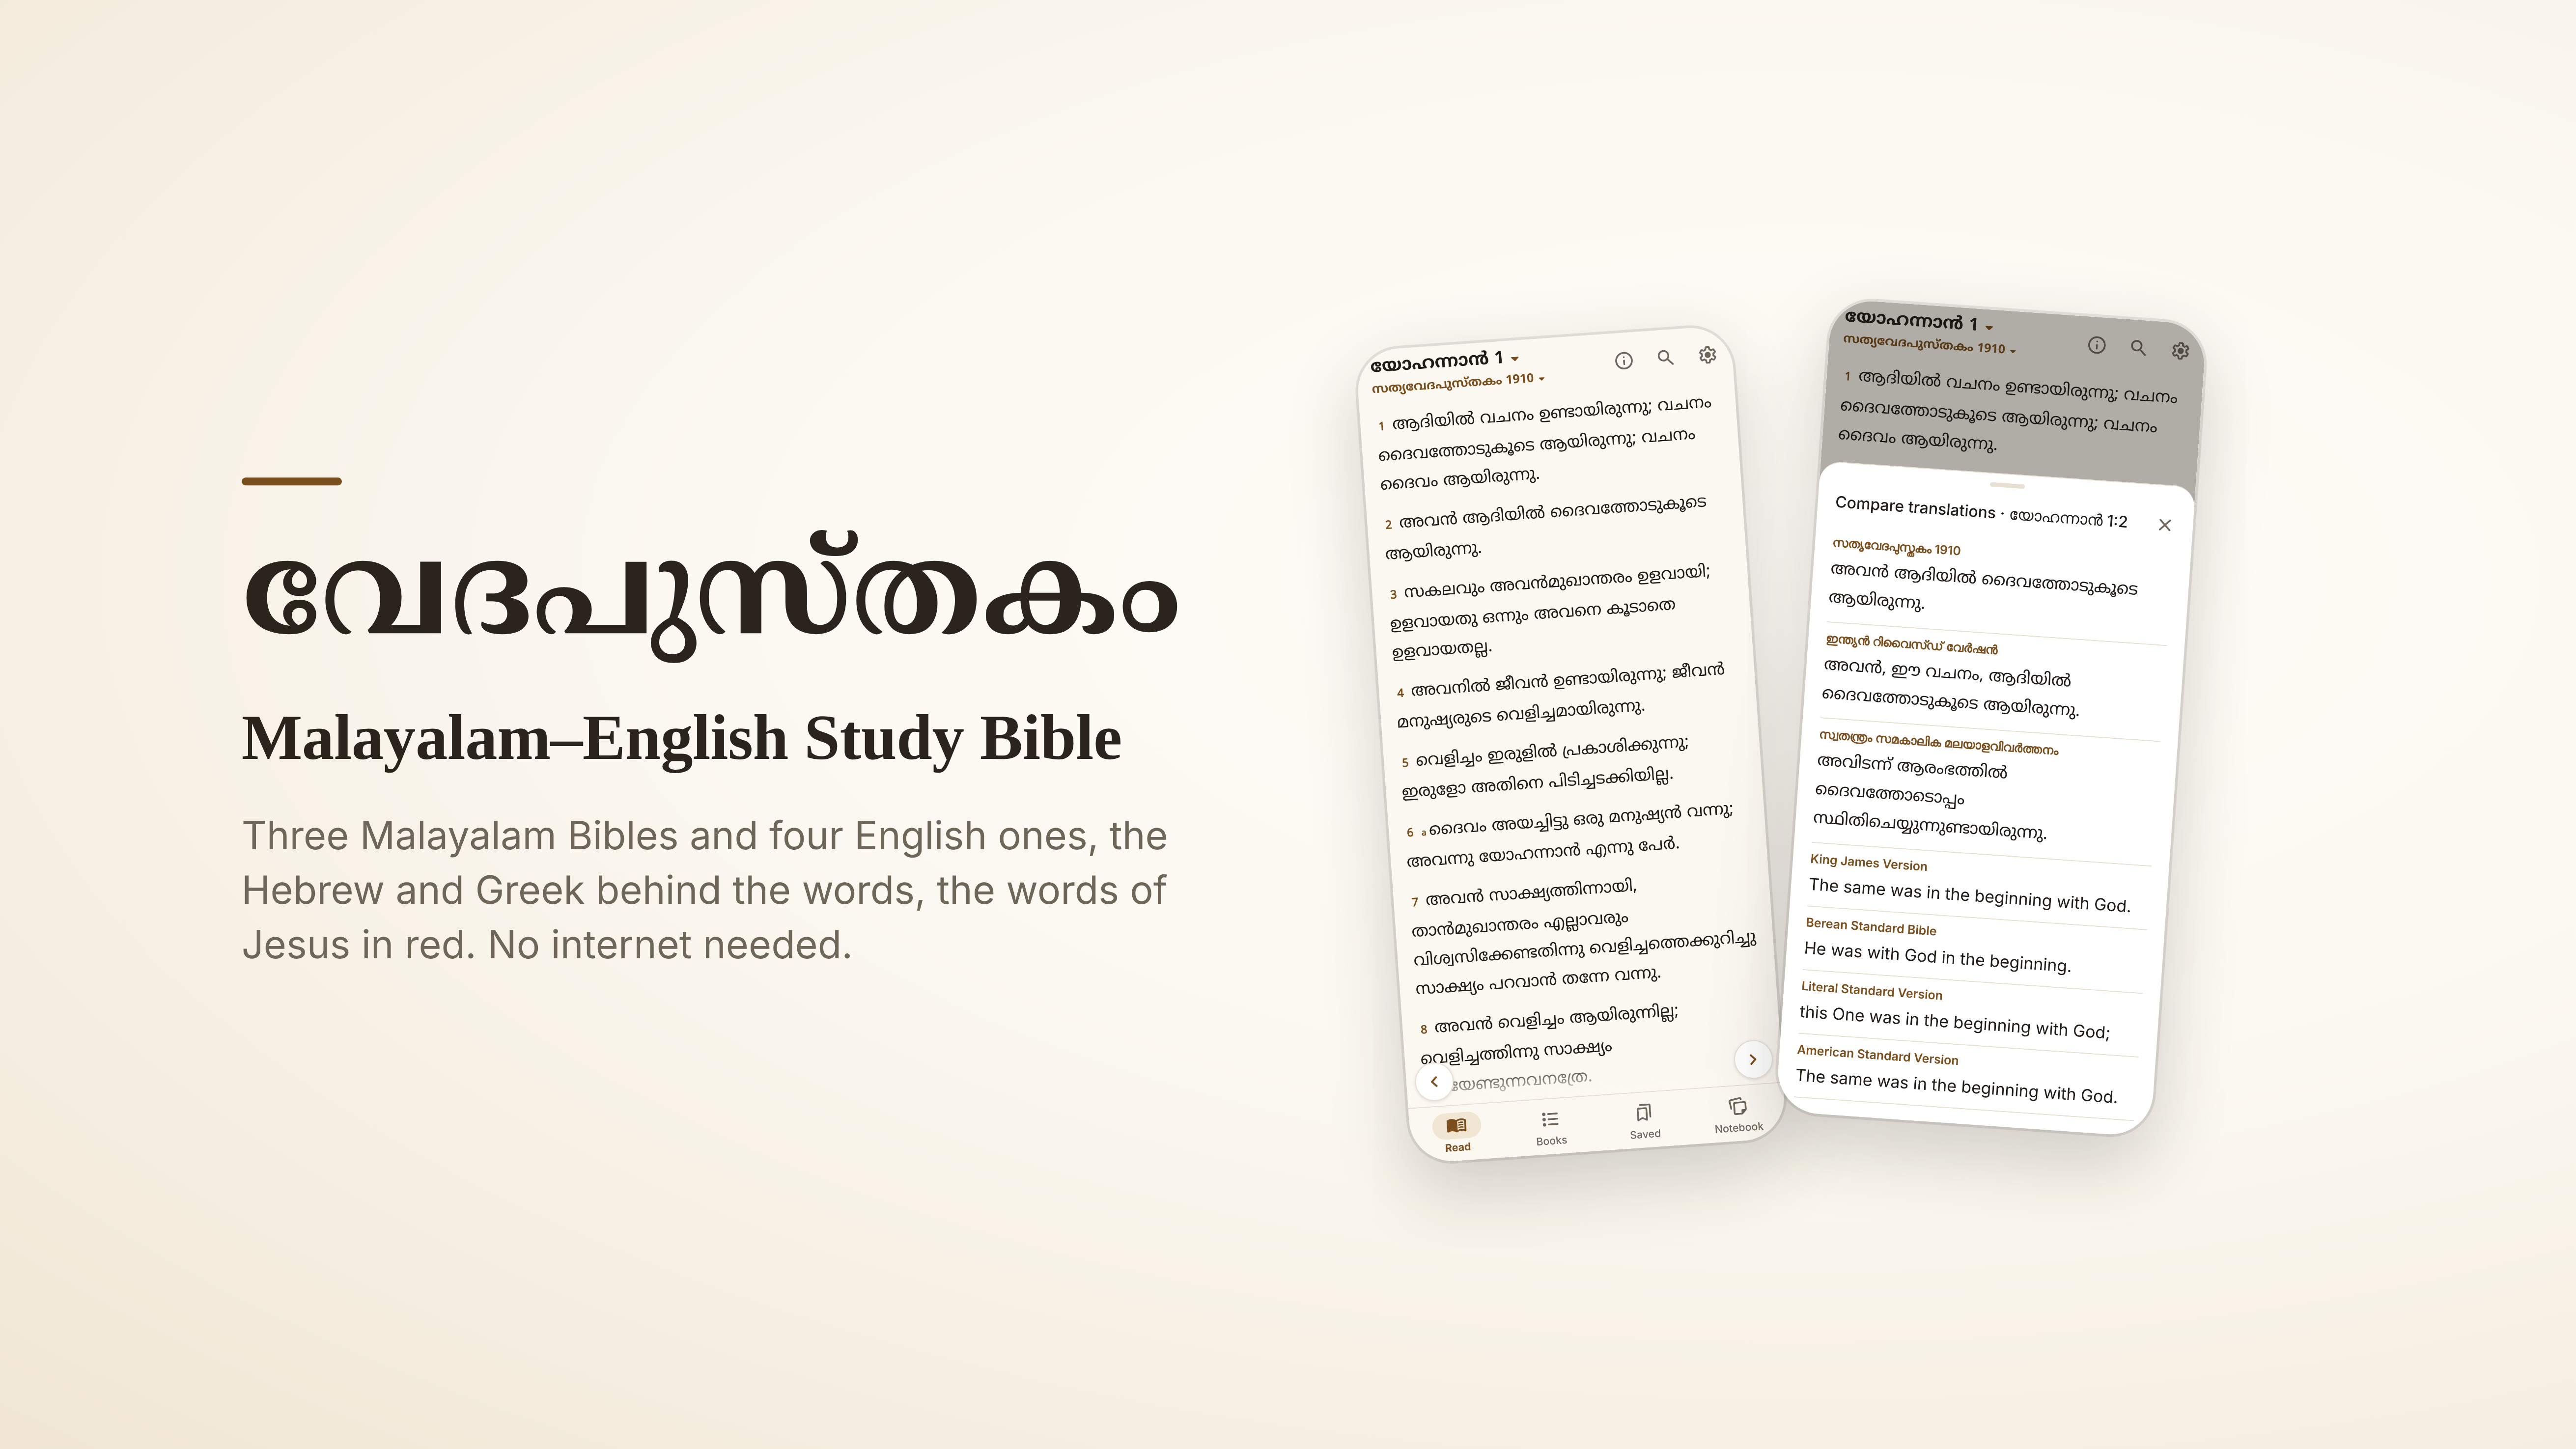 വേദപുസ്തകം
Malayalam–English Study Bible
Three Malayalam Bibles and four English ones, the
Hebrew and Greek behind the words, the words of
Jesus in red. No internet needed.
യോഹന്നാൻ 1
സത്യവേദപുസ്തകം 1910
1 ആദിയിൽ വചനം ഉണ്ടായിരുന്നു; വചനം
ദൈവത്തോടുകൂടെ ആയിരുന്നു; വചനം
ദൈവം ആയിരുന്നു.
2 അവൻ ആദിയിൽ ദൈവത്തോടുകൂടെ
ആയിരുന്നു.
3 സകലവും അവൻമുഖാന്തരം ഉളവായി;
ഉളവായതു ഒന്നും അവനെ കൂടാതെ
ഉളവായതല്ല.
4 അവനിൽ ജീവൻ ഉണ്ടായിരുന്നു; ജീവൻ
മനുഷ്യരുടെ വെളിച്ചമായിരുന്നു.
5 വെളിച്ചം ഇരുളിൽ പ്രകാശിക്കുന്നു;
ഇരുളോ അതിനെ പിടിച്ചടക്കിയില്ല.
6 a ദൈവം അയച്ചിട്ടു ഒരു മനുഷ്യൻ വന്നു;
അവന്നു യോഹന്നാൻ എന്നു പേർ.
7 അവൻ സാക്ഷ്യത്തിന്നായി,
താൻമുഖാന്തരം എല്ലാവരും
വിശ്വസിക്കേണ്ടതിന്നു വെളിച്ചത്തെക്കുറിച്ചു
സാക്ഷ്യം പറവാൻ തന്നേ വന്നു.
8 അവൻ വെളിച്ചം ആയിരുന്നില്ല;
വെളിച്ചത്തിന്നു സാക്ഷ്യം
യേണ്ടുന്നവനത്രേ.
Read
Books
Saved
Notebook
യോഹന്നാൻ 1
സത്യവേദപുസ്തകം 1910
1 ആദിയിൽ വചനം ഉണ്ടായിരുന്നു; വചനം
ദൈവത്തോടുകൂടെ ആയിരുന്നു; വചനം
ദൈവം ആയിരുന്നു.
Compare translations · യോഹന്നാൻ 1:2
സത്യവേദപുസ്തകം 1910
അവൻ ആദിയിൽ ദൈവത്തോടുകൂടെ
ആയിരുന്നു.
ഇന്ത്യൻ റിവൈസ്ഡ് വേർഷൻ
അവൻ, ഈ വചനം, ആദിയിൽ
ദൈവത്തോടുകൂടെ ആയിരുന്നു.
സ്വതന്ത്രം സമകാലിക മലയാളവിവർത്തനം
അവിടന്ന് ആരംഭത്തിൽ
ദൈവത്തോടൊപ്പം
സ്ഥിതിചെയ്യുന്നുണ്ടായിരുന്നു.
King James Version
The same was in the beginning with God.
Berean Standard Bible
He was with God in the beginning.
Literal Standard Version
this One was in the beginning with God;
American Standard Version
The same was in the beginning with God.